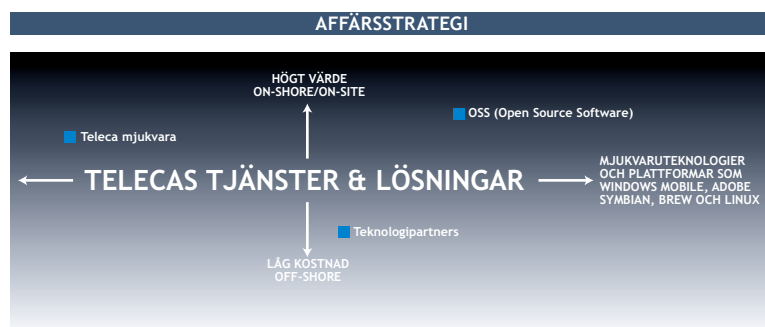 AFFÄRSSTRATEGI
HÖGT VÄRDE
ON-SHORE/ON-SITE
OSS (Open Source Software)
Teleca mjukvara
TELECAS TJÄNSTER & LÖSNINGAR
MJUKVARUTEKNOLOGIER
OCH PLATTFORMAR SOM
WINDOWS MOBILE, ADOBE
SYMBIAN, BREW OCH LINUX
Teknologipartners
LÅG KOSTNAD
OFF-SHORE